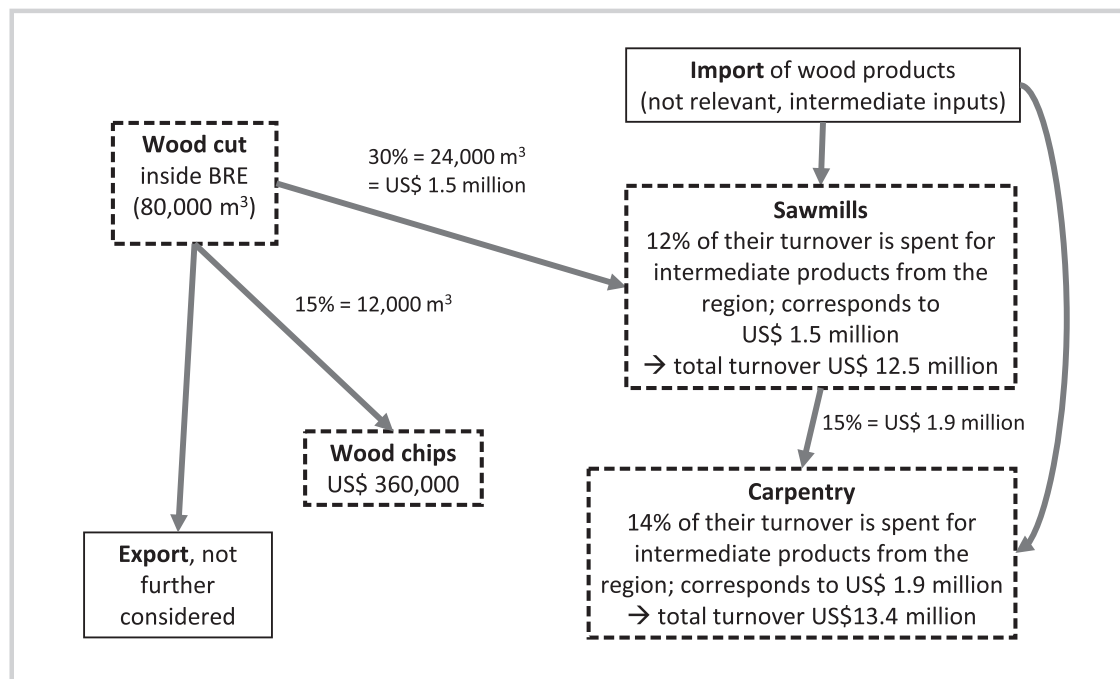 Import of wood products
(not relevant, intermediate inputs)
Wood cut
inside BRE
(80,000 m³)
30% = 24,000 m³
= US$ 1.5 million
Sawmills
12% of their turnover is spent for
intermediate products from the
region; corresponds to
US$ 1.5 million
→ total turnover US$ 12.5 million
15% = 12,000 m³
15% = US$ 1.9 million
Wood chips
US$ 360,000
Carpentry
14% of their turnover is spent for
intermediate products from the
region; corresponds to US$ 1.9 million
→ total turnover US$13.4 million
Export, not
further
considered